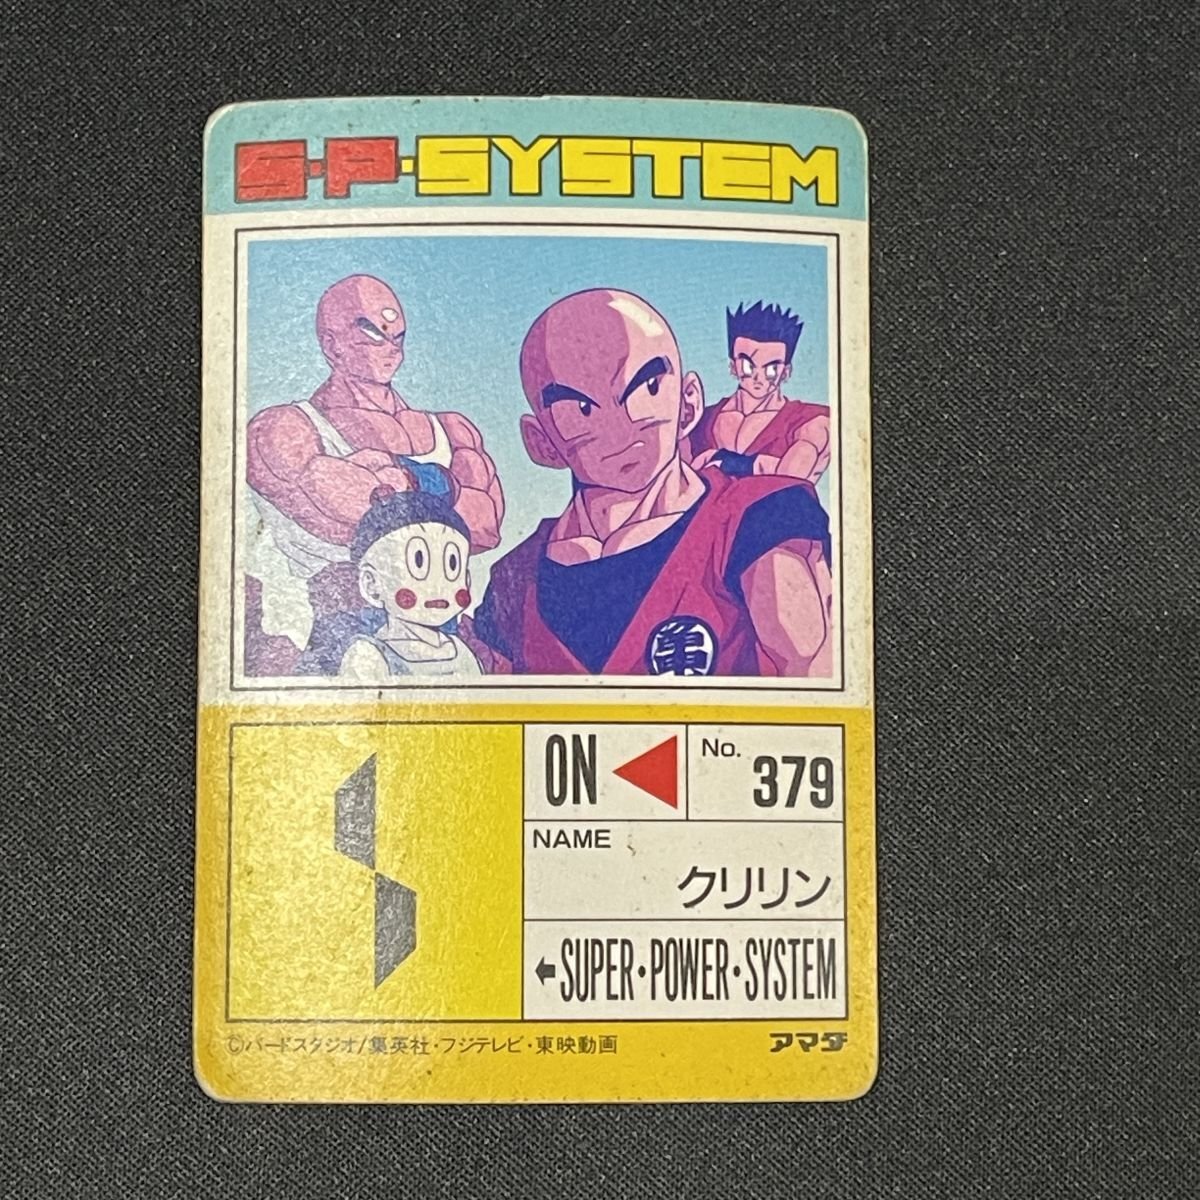 S・P・SYSTEM
亀
ON
No. 379
NAME
クリリン
SUPER・POWER・SYSTEM
©バードスタジオ/集英社・フジテレビ・東映動画
アマダ